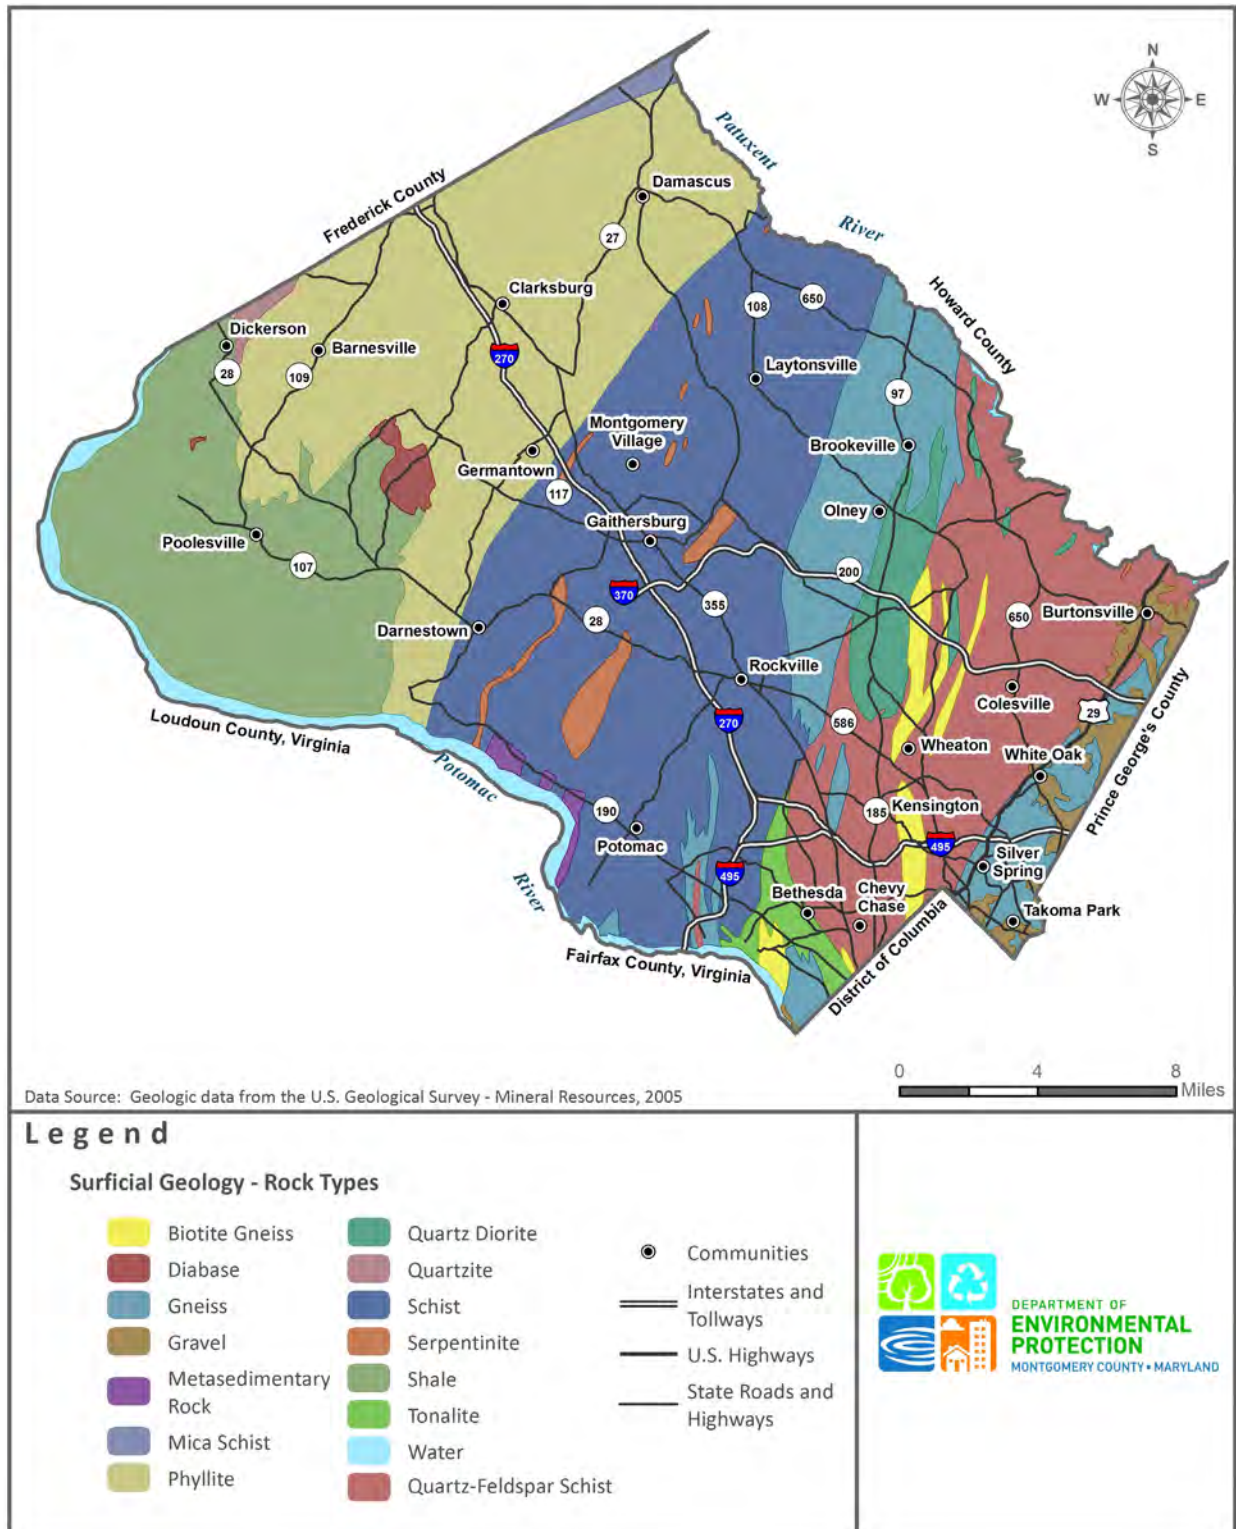 N
W
E
S
Patuxent
River
Frederick County
Howard County
Damascus
27
Clarksburg
108
650
Dickerson
Barnesville
270
28
109
Laytonsville
97
Montgomery
Village
Brookeville
Germantown
117
Olney
Gaithersburg
Poolesville
107
200
370
355
28
650
Burtonsville
Darnestown
Rockville
Colesville
Loudoun County, Virginia
270
586
29
Prince George's County
Wheaton
White Oak
Potomac
190
185
Kensington
Potomac
495
495
Silver
Spring
River
Bethesda
Chevy
Chase
Takoma Park
Fairfax County, Virginia
District of Columbia
0
4
8
Miles
Data Source: Geologic data from the U.S. Geological Survey - Mineral Resources, 2005
Legend
Surficial Geology - Rock Types
Biotite Gneiss
Diabase
Gneiss
Gravel
Metasedimentary
Rock
Mica Schist
Phyllite
Quartz Diorite
Quartzite
Schist
Serpentinite
Shale
Tonalite
Water
Quartz-Feldspar Schist
Communities
Interstates and
Tollways
U.S. Highways
State Roads and
Highways
DEPARTMENT OF
ENVIRONMENTAL
PROTECTION
MONTGOMERY COUNTY • MARYLAND